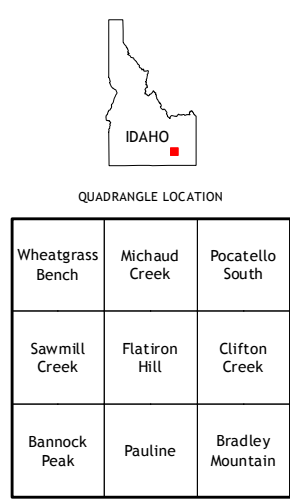 IDAHO
QUADRANGLE LOCATION
Wheatgrass
Bench
Michaud
Creek
Pocatello
South
Sawmill
Creek
Flatiron
Hill
Clifton
Creek
Bannock
Peak
Pauline
Bradley
Mountain